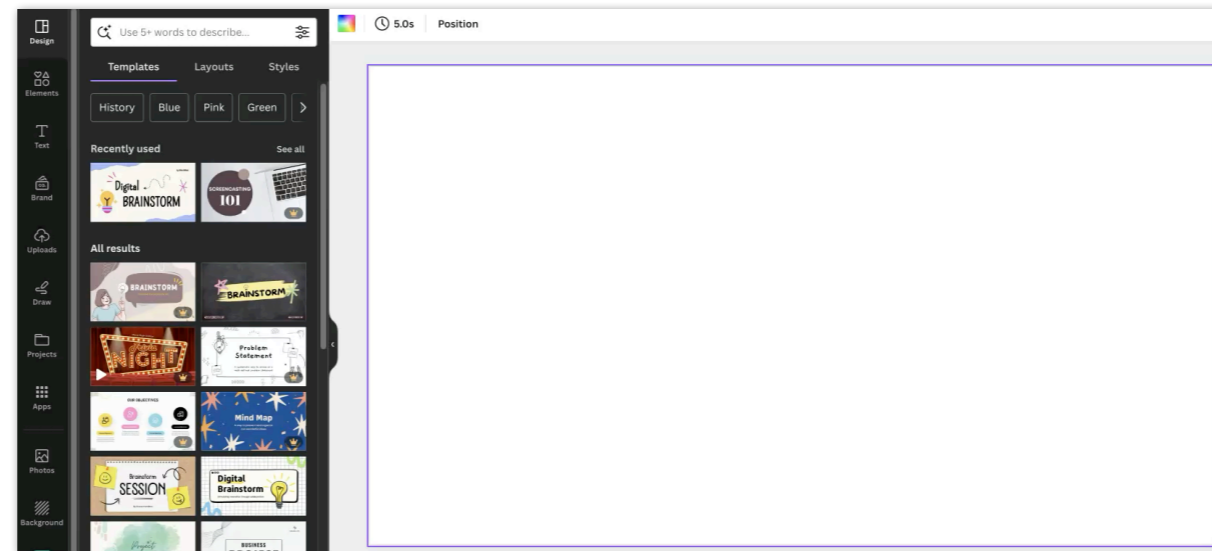 Design
Elements
Text
Brand
Uploads
Draw
Projects
Apps
Photos
Background
Use 5+ words to describe...
Templates Layouts Styles
History Blue Pink Green
Recently used See all
Digital
BRAINSTORM
SCREENCASTING
101
All results
BRAINSTORM
BRAINSTORM
NIGHT
Problem
Statement
OUR OBJECTIVES
Mind Map
Brainstorm
SESSION
Digital
Brainstorm
Project
BUSINESS
PROJECT
5.0s Position